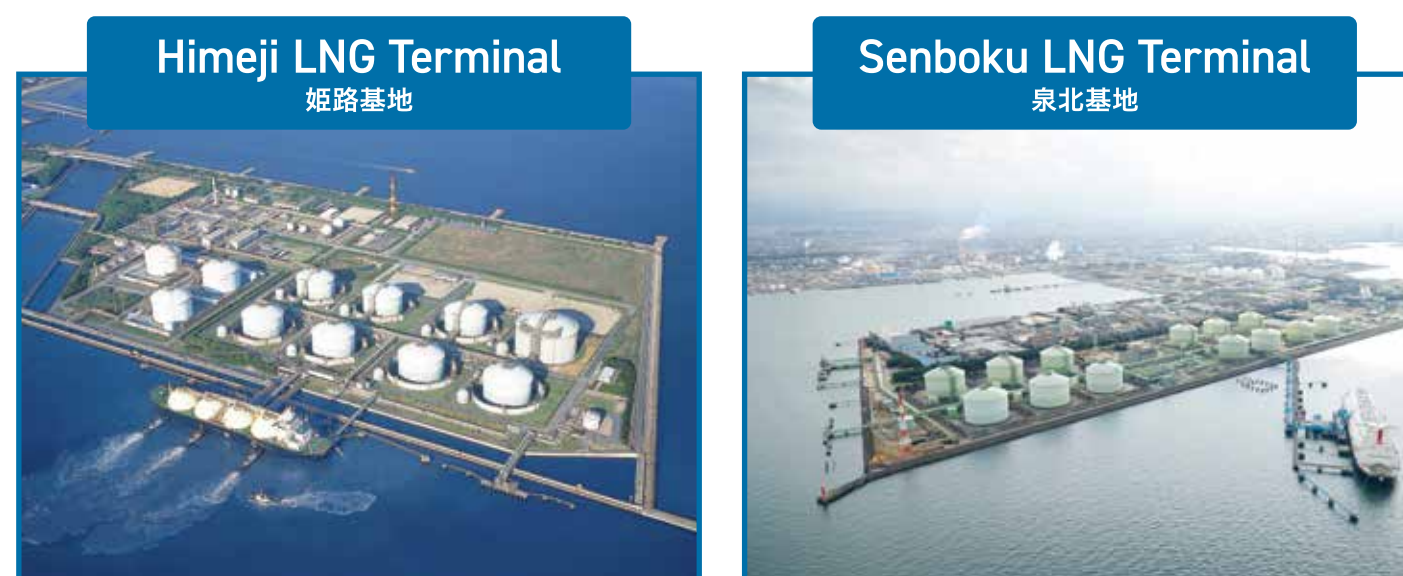 Himeji LNG Terminal
姫路基地
Senboku LNG Terminal
泉北基地